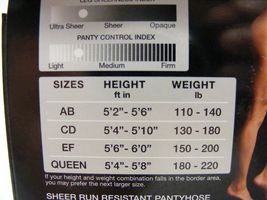 LEG SHEERNESS INDEX
Ultra Sheer Sheer Opaque
PANTY CONTROL INDEX
Light Medium Firm
SIZES HEIGHT WEIGHT
ft in lb
AB 5'2"- 5'6" 110 - 140
CD 5'4"- 5'10" 130 - 180
EF 5'6"- 6'0" 150 - 200
QUEEN 5'4"- 5'8" 180 - 220
If your height and weight combination falls in the border area,
you may prefer the next larger size.
SHEER RUN RESISTANT PANTYHOSE